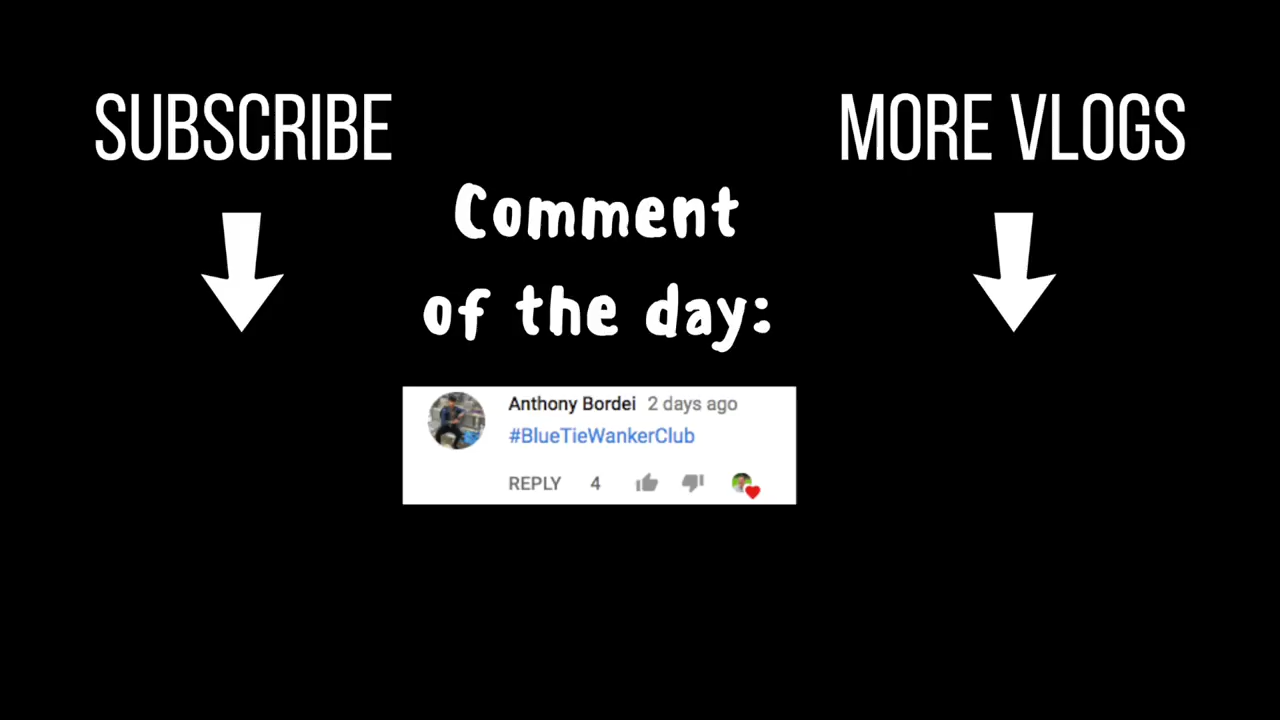 SUBSCRIBE
MORE VLOGS
Comment
of the day:
Anthony Bordei 2 days ago
#BlueTieWankerClub
REPLY 4